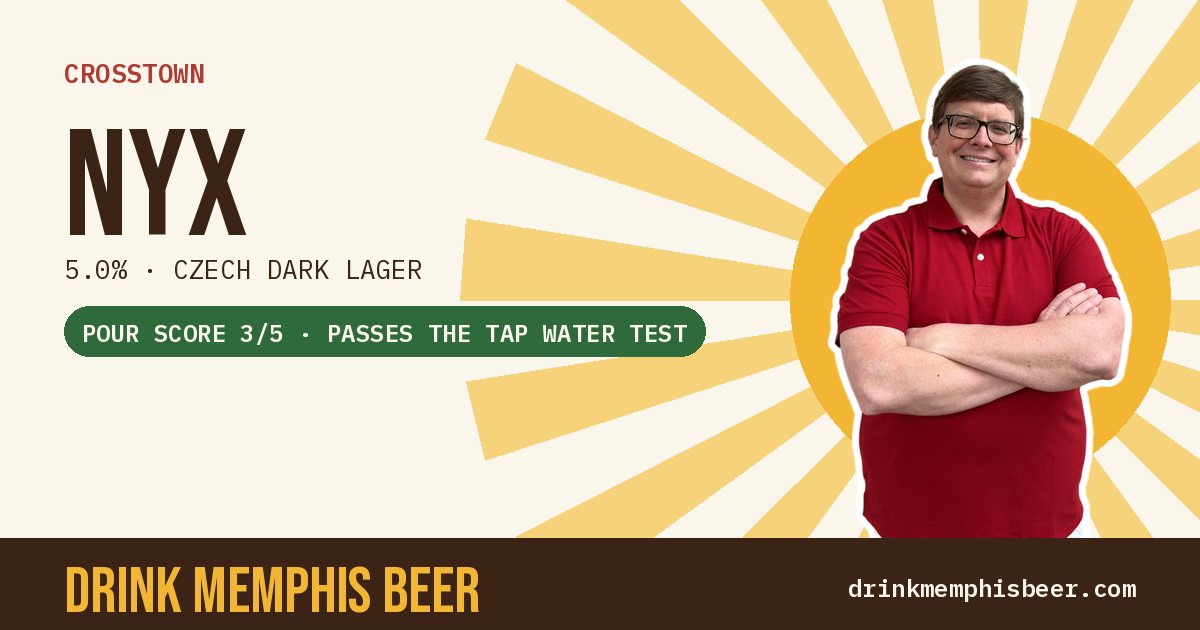 CROSSTOWN
NYX
5.0% · CZECH DARK LAGER
POUR SCORE 3/5 · PASSES THE TAP WATER TEST
DRINK MEMPHIS BEER
drinkmemphisbeer.com